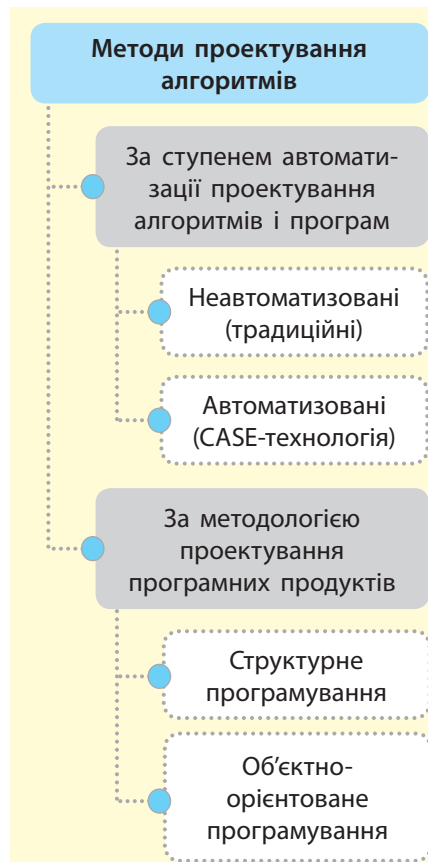 Методи проектування
алгоритмів
За ступенем автомати-
зації проектування
алгоритмів і програм
Неавтоматизовані
(традиційні)
Автоматизовані
(CASE-технологія)
За методологією
проектування
програмних продуктів
Структурне
програмування
Об’єктно-
орієнтоване
програмування